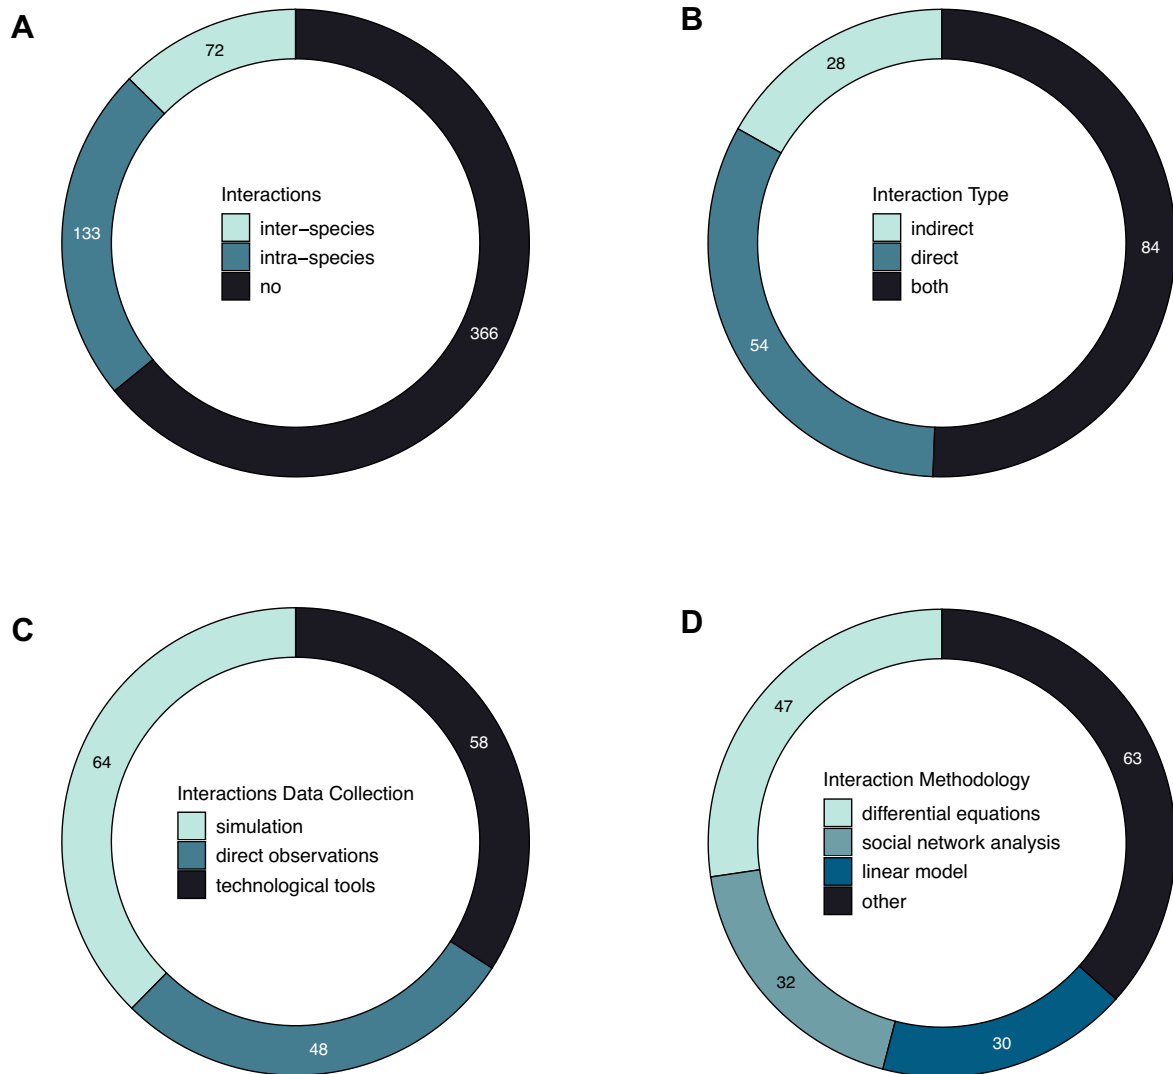 A
72
133
366
Interactions
inter−species
intra−species
no
B
28
54
84
Interaction Type
indirect
direct
both
C
64
58
48
Interactions Data Collection
simulation
direct observations
technological tools
D
47
63
32
30
Interaction Methodology
differential equations
social network analysis
linear model
other